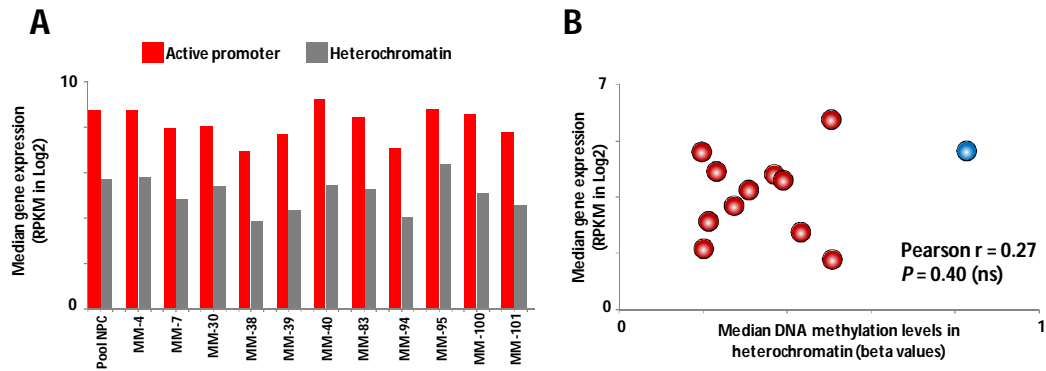 A
Active promoter
Heterochromatin
Median gene expression
(RPKM in Log2)
10
0
Pool NPC
MM-4
MM-7
MM-30
MM-38
MM-39
MM-40
MM-83
MM-94
MM-95
MM-100
MM-101
B
Median gene expression
(RPKM in Log2)
7
0
Pearson r = 0.27
P = 0.40 (ns)
0
1
Median DNA methylation levels in
heterochromatin (beta values)